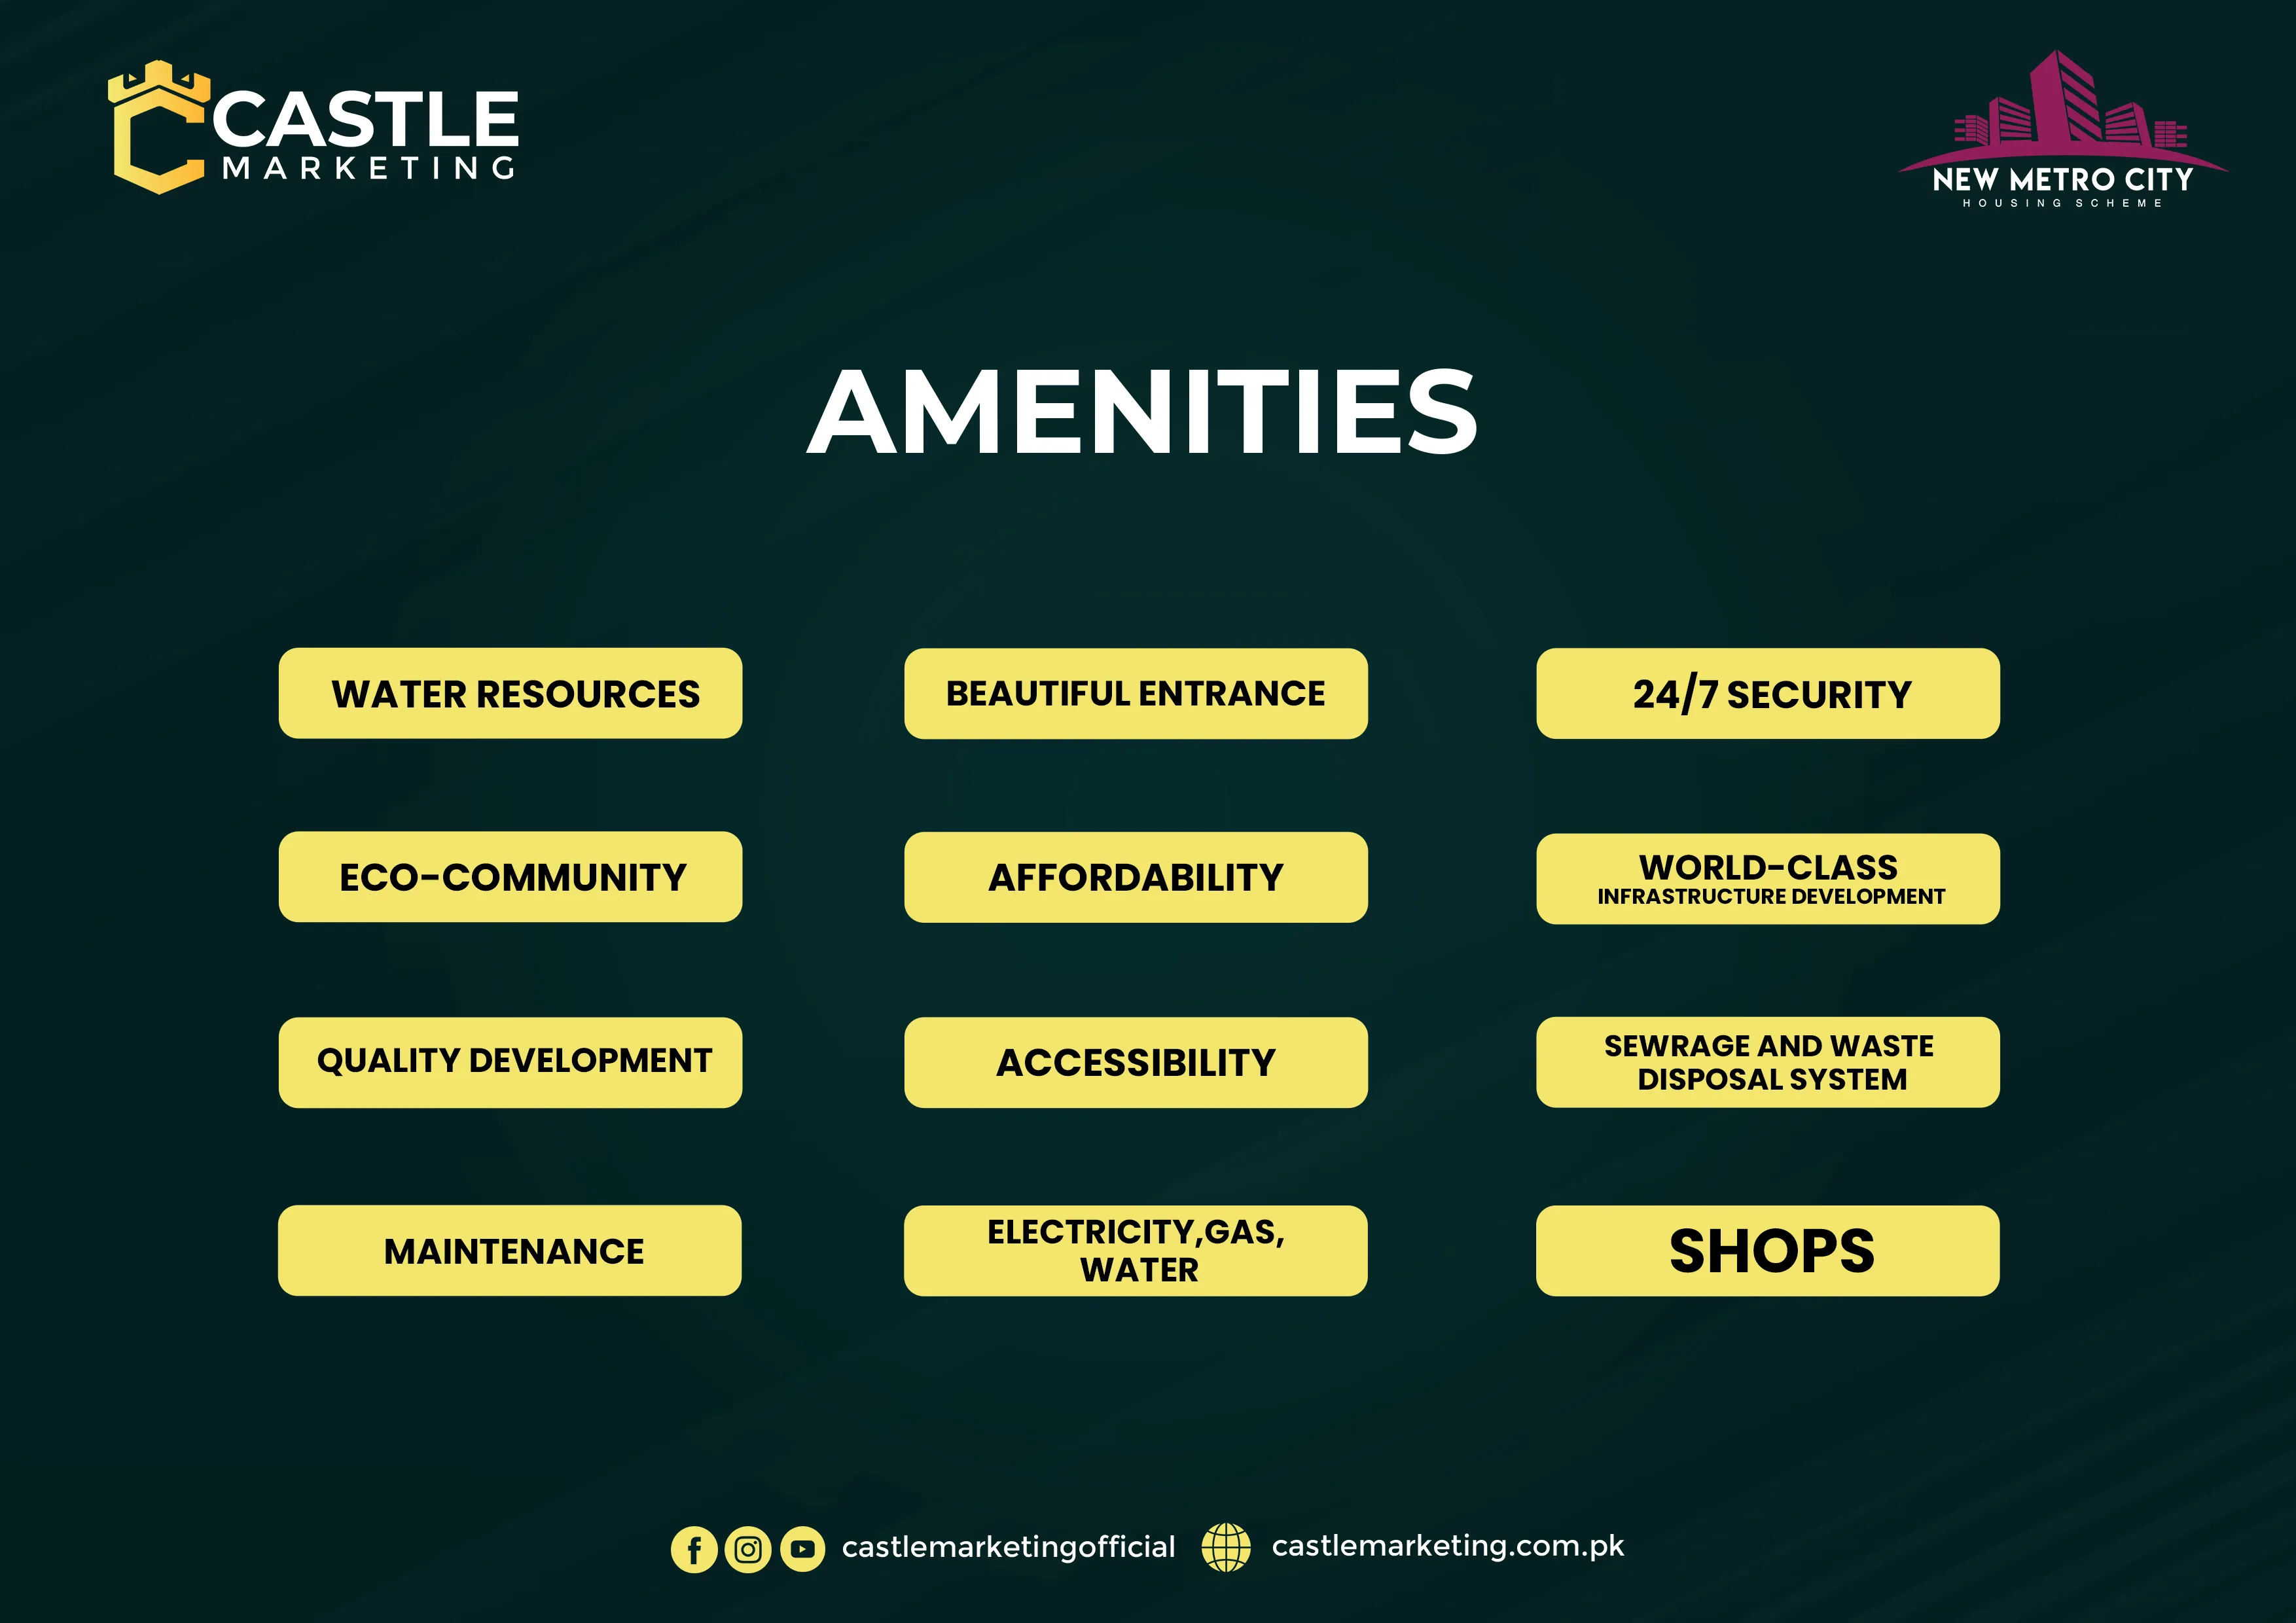 CASTLE
MARKETING
NEW METRO CITY
HOUSING SCHEME
AMENITIES
WATER RESOURCES
BEAUTIFUL ENTRANCE
24/7 SECURITY
ECO-COMMUNITY
AFFORDABILITY
WORLD-CLASS
INFRASTRUCTURE DEVELOPMENT
QUALITY DEVELOPMENT
ACCESSIBILITY
SEWRAGE AND WASTE
DISPOSAL SYSTEM
MAINTENANCE
ELECTRICITY,GAS,
WATER
SHOPS
castlemarketingofficial
castlemarketing.com.pk